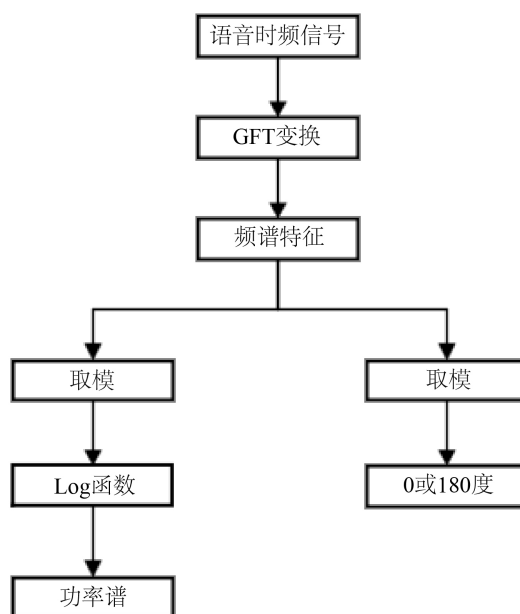 语音时频信号
GFT变换
频谱特征
取模
取模
Log函数
0或180度
功率谱